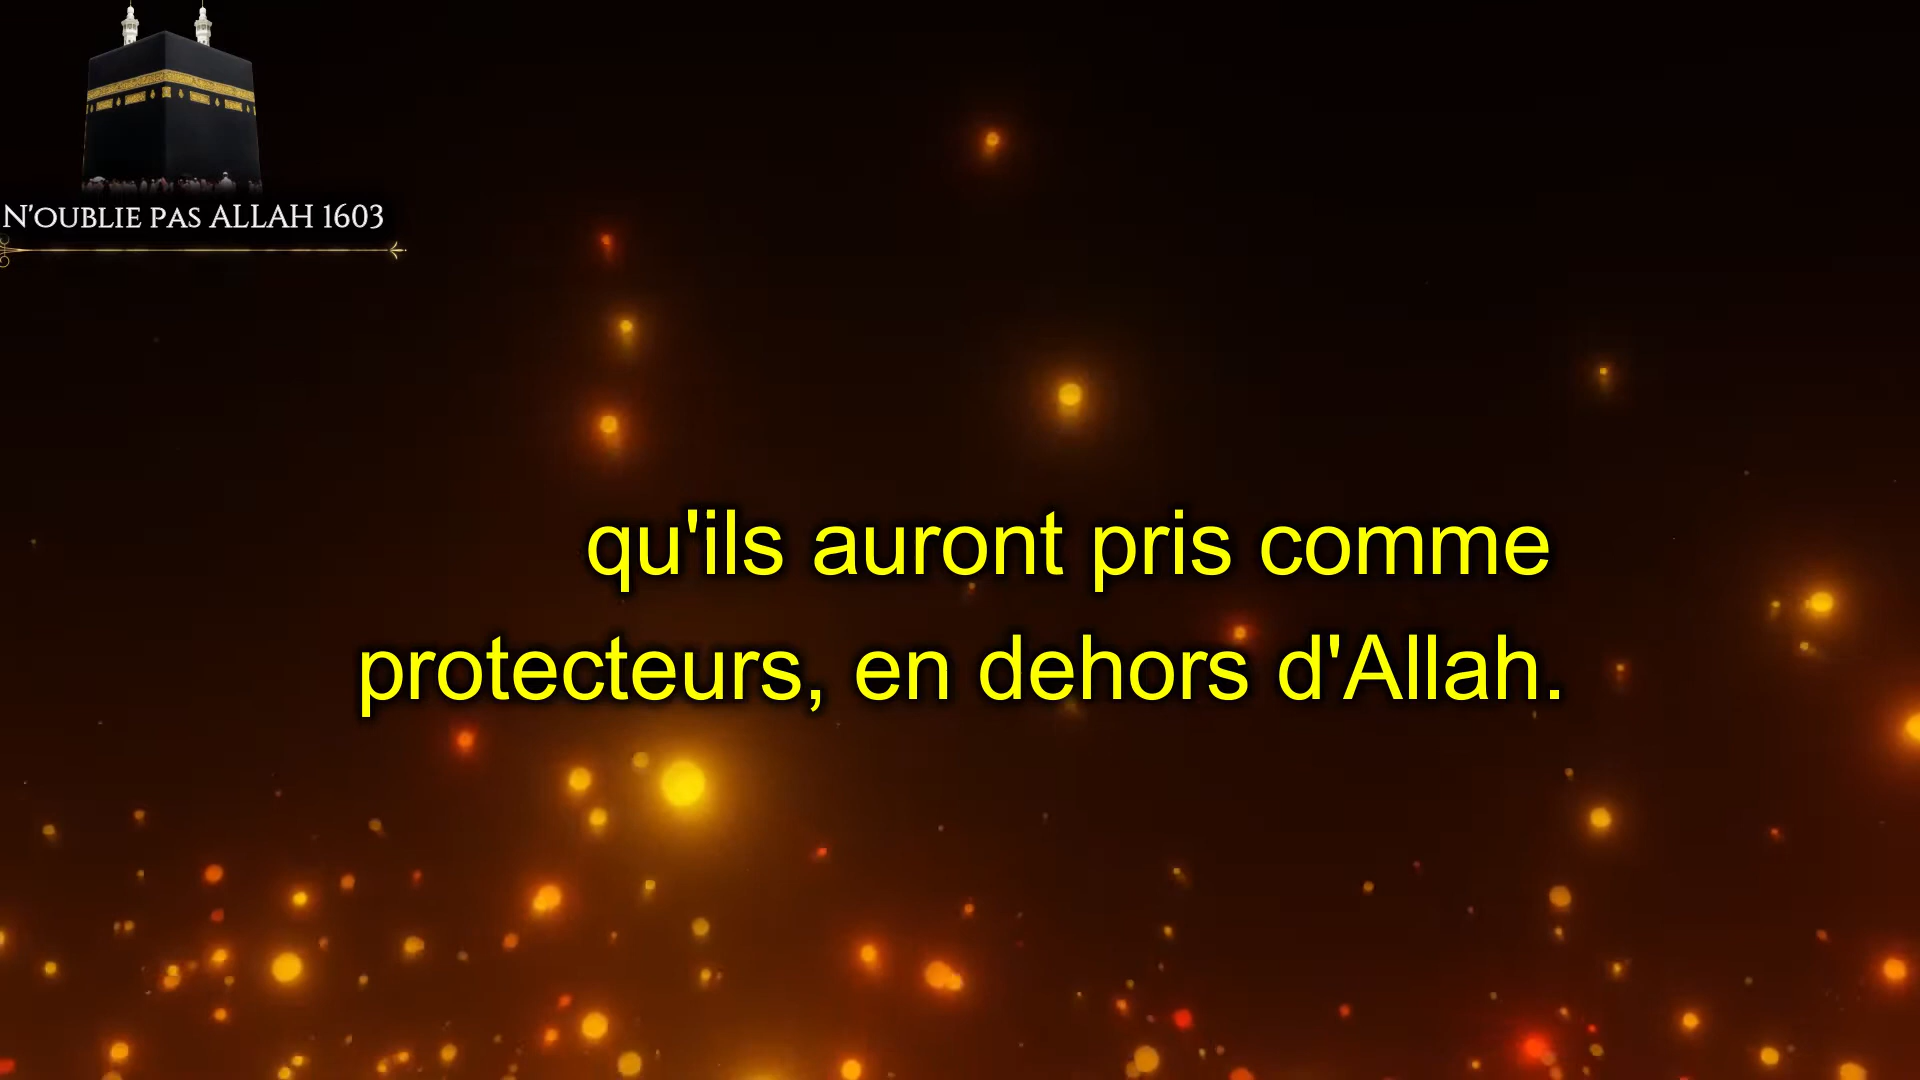 N'OUBLIE PAS ALLAH 1603
qu'ils auront pris comme
protecteurs, en dehors d'Allah.